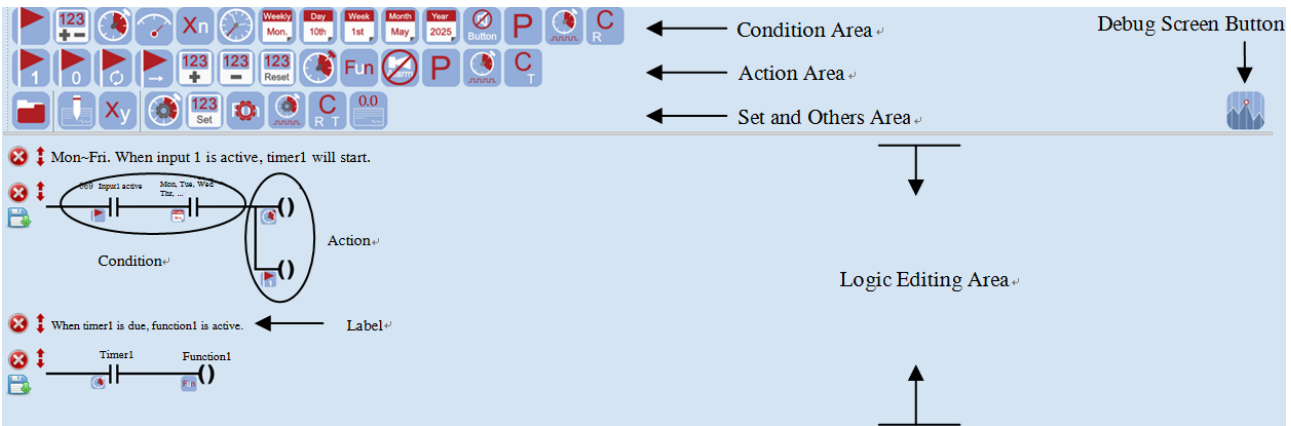 123 Xn Weekly Mon. Day 10th Week 1st Month May Year 2025 Button P C R Condition Area Debug Screen Button
1 0 123 123 123 Reset Fun P C T Action Area
Xy 123 Set C R T 0.0 Set and Others Area
Mon~Fri. When input 1 is active, timer1 will start.
Input1 active Mon, Tue, Wed
Thr, ...
Action
Condition
1
Logic Editing Area
When timer1 is due, function1 is active. Label
Timer1 Function1
Fun